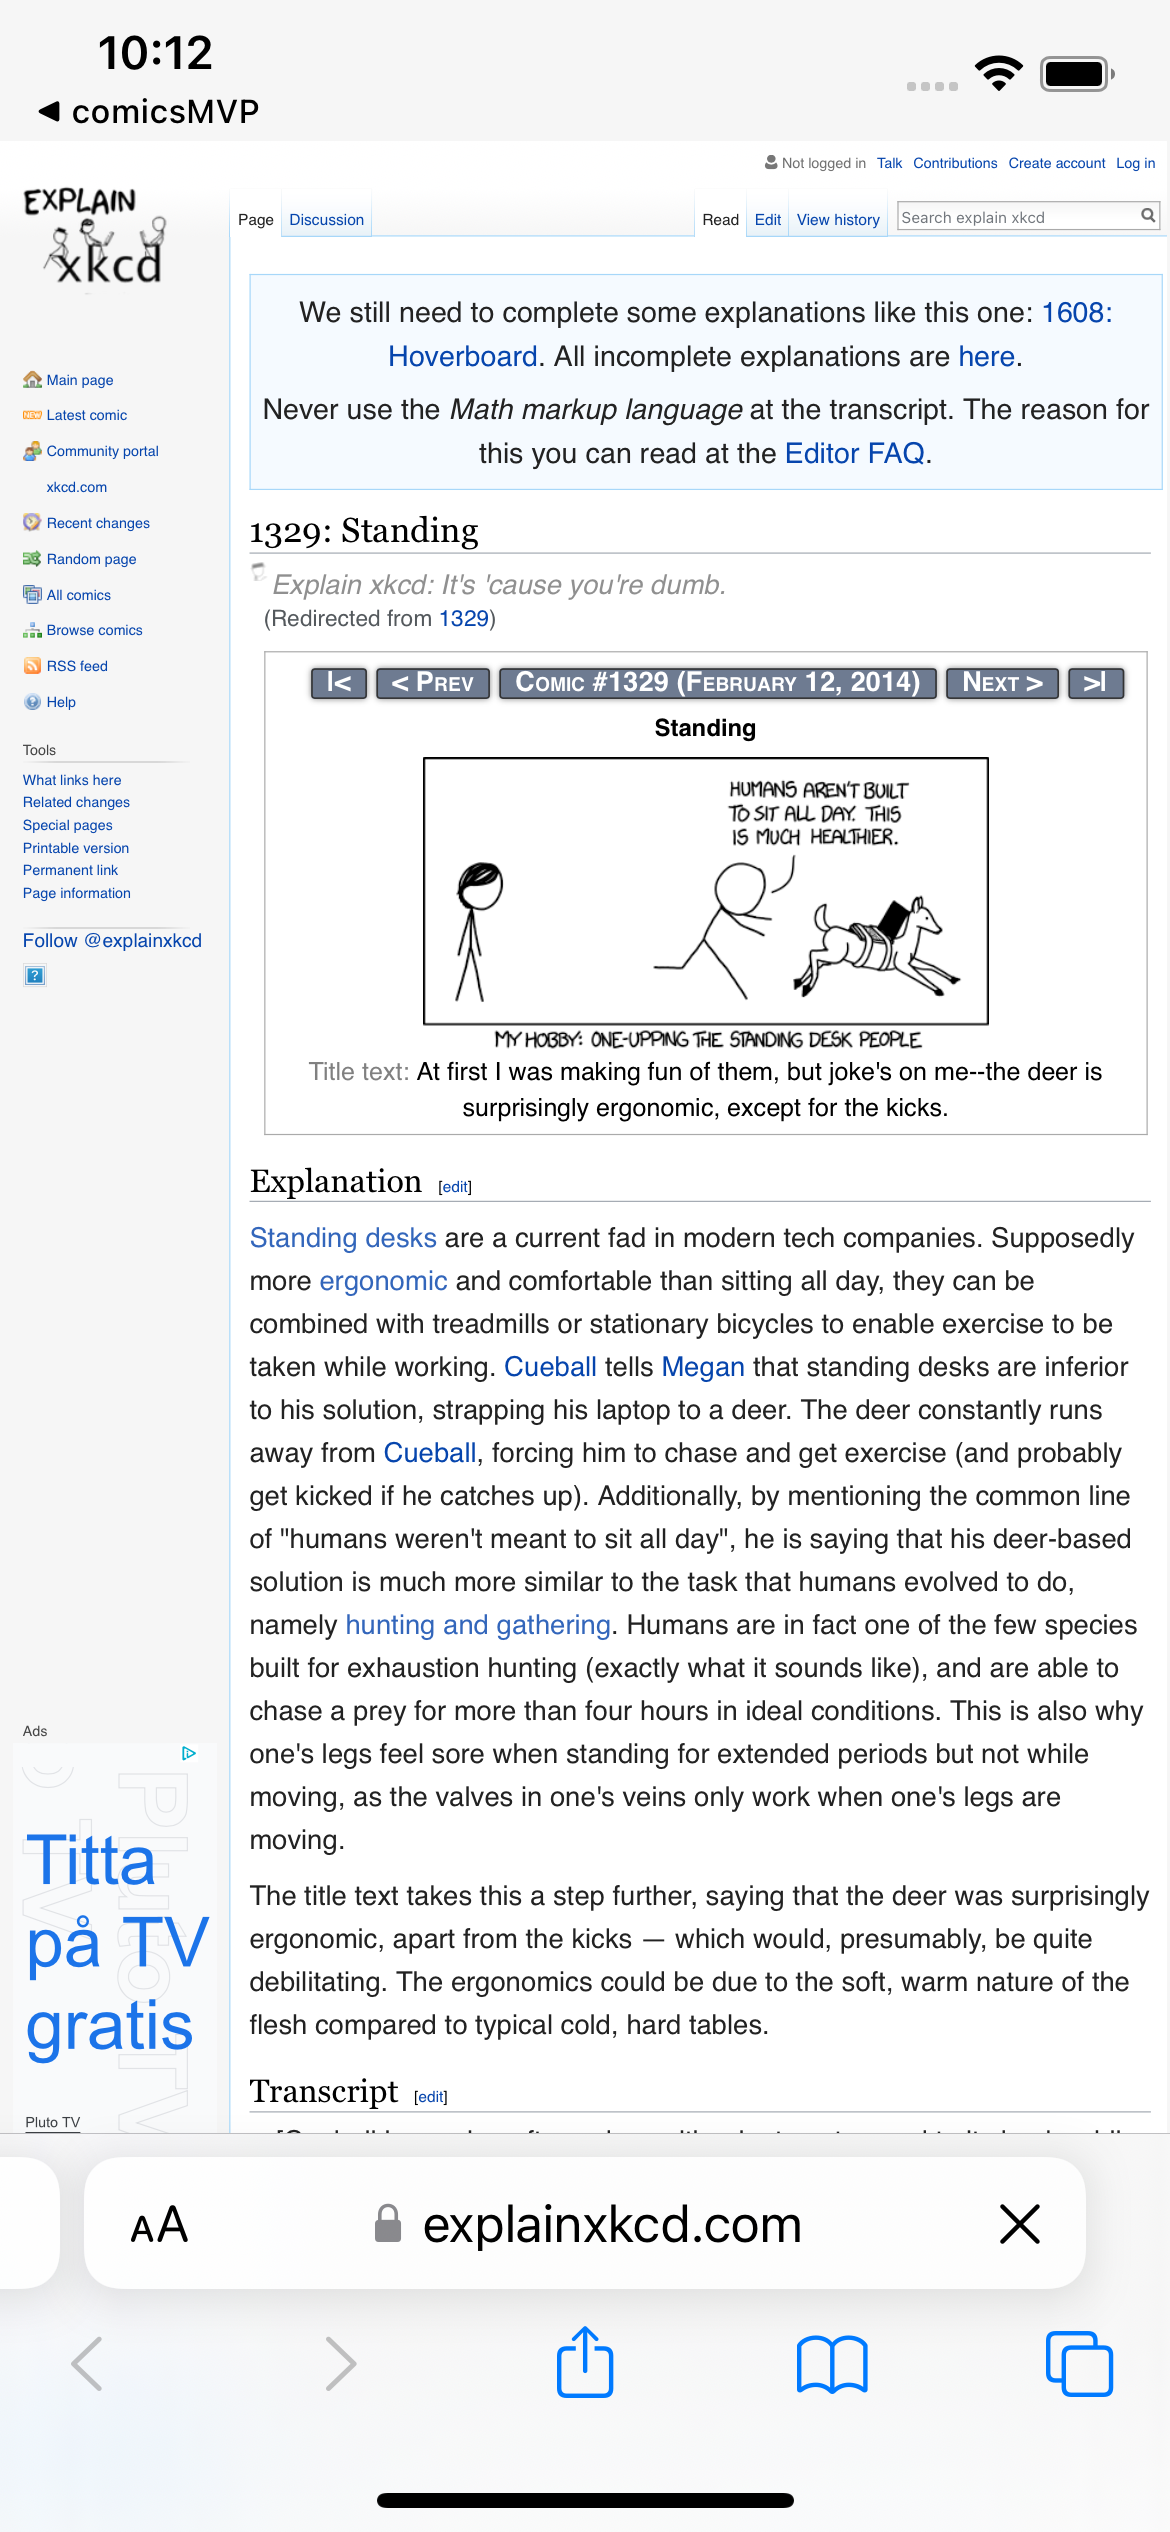 10:12
◀ comicsMVP
Not logged in Talk Contributions Create account Log in
EXPLAIN
xkcd
Page Discussion Read Edit View history Search explain xkcd
We still need to complete some explanations like this one: 1608:
Hoverboard. All incomplete explanations are here.
Never use the Math markup language at the transcript. The reason for
this you can read at the Editor FAQ.
Main page
Latest comic
Community portal
xkcd.com
Recent changes
Random page
All comics
Browse comics
RSS feed
Help
Tools
What links here
Related changes
Special pages
Printable version
Permanent link
Page information
Follow @explainxkcd
1329: Standing
Explain xkcd: It's 'cause you're dumb.
(Redirected from 1329)
|< < Prev Comic #1329 (February 12, 2014) Next > >|
Standing
HUMANS AREN'T BUILT
TO SIT ALL DAY. THIS
IS MUCH HEALTHIER.
MY HOBBY: ONE-UPPING THE STANDING DESK PEOPLE
Title text: At first I was making fun of them, but joke's on me--the deer is
surprisingly ergonomic, except for the kicks.
Explanation [edit]
Standing desks are a current fad in modern tech companies. Supposedly
more ergonomic and comfortable than sitting all day, they can be
combined with treadmills or stationary bicycles to enable exercise to be
taken while working. Cueball tells Megan that standing desks are inferior
to his solution, strapping his laptop to a deer. The deer constantly runs
away from Cueball, forcing him to chase and get exercise (and probably
get kicked if he catches up). Additionally, by mentioning the common line
of "humans weren't meant to sit all day", he is saying that his deer-based
solution is much more similar to the task that humans evolved to do,
namely hunting and gathering. Humans are in fact one of the few species
built for exhaustion hunting (exactly what it sounds like), and are able to
chase a prey for more than four hours in ideal conditions. This is also why
one's legs feel sore when standing for extended periods but not while
moving, as the valves in one's veins only work when one's legs are
moving.
The title text takes this a step further, saying that the deer was surprisingly
ergonomic, apart from the kicks — which would, presumably, be quite
debilitating. The ergonomics could be due to the soft, warm nature of the
flesh compared to typical cold, hard tables.
Transcript [edit]
Ads
Pluto TV
Titta
på TV
gratis
Pluto TV
AA explainxkcd.com